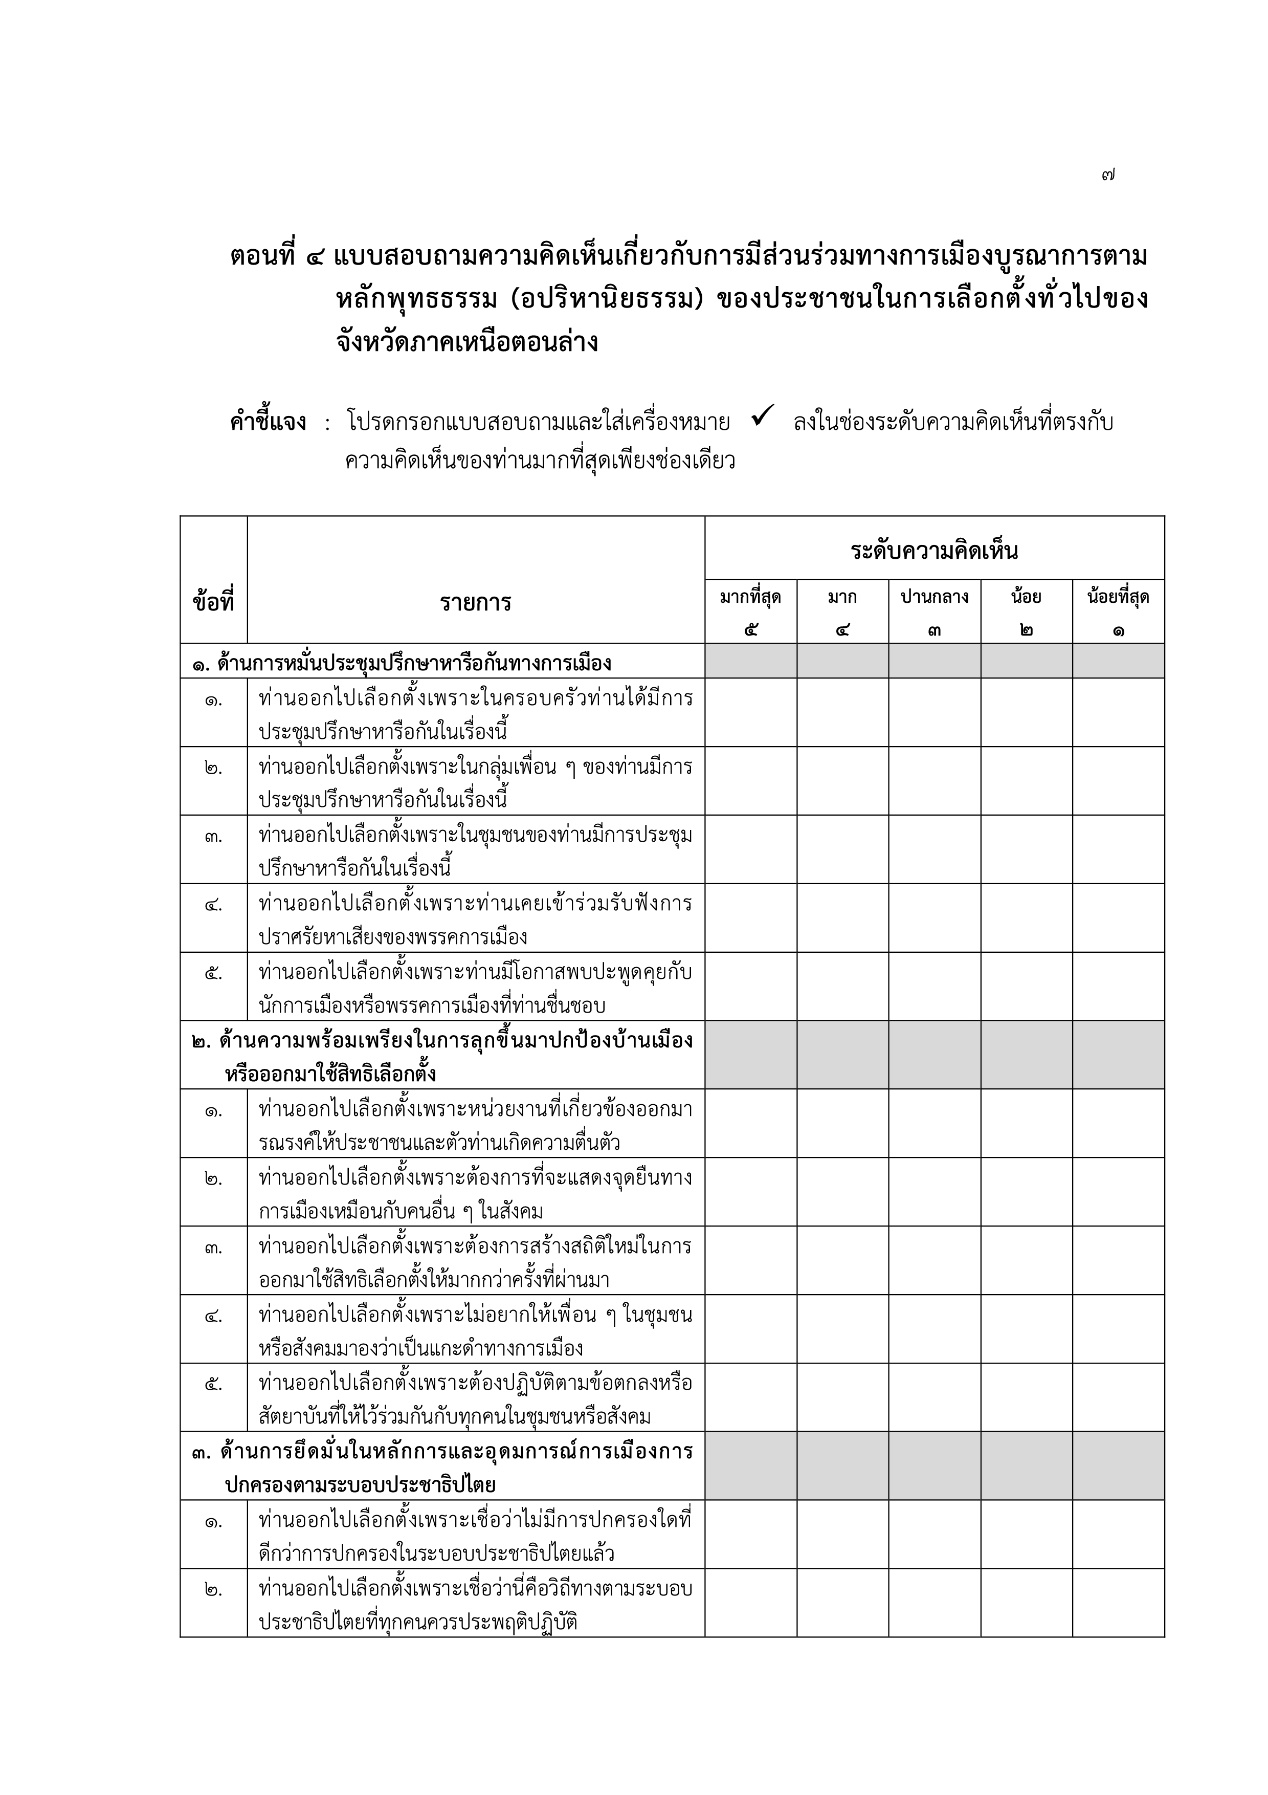 ๗
ตอนที่ ๔ แบบสอบถามความคิดเห็นเกี่ยวกับการมีส่วนร่วมทางการเมืองบูรณาการตาม
หลักพุทธธรรม (อปริหานิยธรรม) ของประชาชนในการเลือกตั้งทั่วไปของ
จังหวัดภาคเหนือตอนล่าง
คำชี้แจง : โปรดกรอกแบบสอบถามและใส่เครื่องหมาย ✓ ลงในช่องระดับความคิดเห็นที่ตรงกับ
ความคิดเห็นของท่านมากที่สุดเพียงช่องเดียว
ข้อที่ รายการ ระดับความคิดเห็น
มากที่สุด มาก ปานกลาง น้อย น้อยที่สุด
๕ ๔ ๓ ๒ ๑
๑. ด้านการหมั่นประชุมปรึกษาหารือกันทางการเมือง
๑. ท่านออกไปเลือกตั้งเพราะในครอบครัวท่านได้มีการ
ประชุมปรึกษาหารือกันในเรื่องนี้
๒. ท่านออกไปเลือกตั้งเพราะในกลุ่มเพื่อน ๆ ของท่านมีการ
ประชุมปรึกษาหารือกันในเรื่องนี้
๓. ท่านออกไปเลือกตั้งเพราะในชุมชนของท่านมีการประชุม
ปรึกษาหารือกันในเรื่องนี้
๔. ท่านออกไปเลือกตั้งเพราะท่านเคยเข้าร่วมรับฟังการ
ปราศรัยหาเสียงของพรรคการเมือง
๕. ท่านออกไปเลือกตั้งเพราะท่านมีโอกาสพบปะพูดคุยกับ
นักการเมืองหรือพรรคการเมืองที่ท่านชื่นชอบ
๒. ด้านความพร้อมเพรียงในการลุกขึ้นมาปกป้องบ้านเมือง
หรือออกมาใช้สิทธิเลือกตั้ง
๑. ท่านออกไปเลือกตั้งเพราะหน่วยงานที่เกี่ยวข้องออกมา
รณรงค์ให้ประชาชนและตัวท่านเกิดความตื่นตัว
๒. ท่านออกไปเลือกตั้งเพราะต้องการที่จะแสดงจุดยืนทาง
การเมืองเหมือนกับคนอื่น ๆ ในสังคม
๓. ท่านออกไปเลือกตั้งเพราะต้องการสร้างสถิติใหม่ในการ
ออกมาใช้สิทธิเลือกตั้งให้มากกว่าครั้งที่ผ่านมา
๔. ท่านออกไปเลือกตั้งเพราะไม่อยากให้เพื่อน ๆ ในชุมชน
หรือสังคมมาองว่าเป็นแกะดำทางการเมือง
๕. ท่านออกไปเลือกตั้งเพราะต้องปฏิบัติตามข้อตกลงหรือ
สัตยาบันที่ให้ไว้ร่วมกันกับทุกคนในชุมชนหรือสังคม
๓. ด้านการยึดมั่นในหลักการและอุดมการณ์การเมืองการ
ปกครองตามระบอบประชาธิปไตย
๑. ท่านออกไปเลือกตั้งเพราะเชื่อว่าไม่มีการปกครองใดที่
ดีกว่าการปกครองในระบอบประชาธิปไตยแล้ว
๒. ท่านออกไปเลือกตั้งเพราะเชื่อว่านี่คือวิถีทางตามระบอบ
ประชาธิปไตยที่ทุกคนควรประพฤติปฏิบัติ